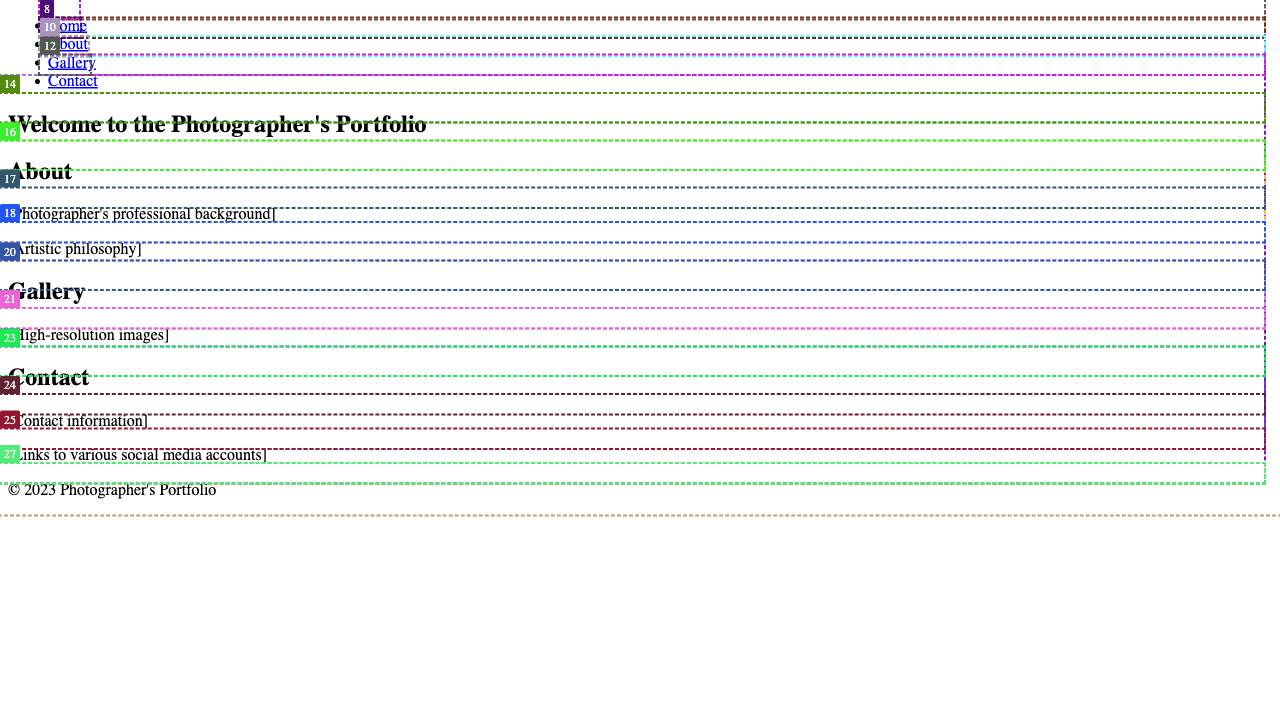 8
10
Home
12
About
Gallery
Contact
14
Welcome to the Photographer's Portfolio
16
About
17
[Photographer's professional background]
18
[Artistic philosophy]
20
Gallery
21
[High-resolution images]
23
Contact
24
[Contact information]
25
[Links to various social media accounts]
27
© 2023 Photographer's Portfolio